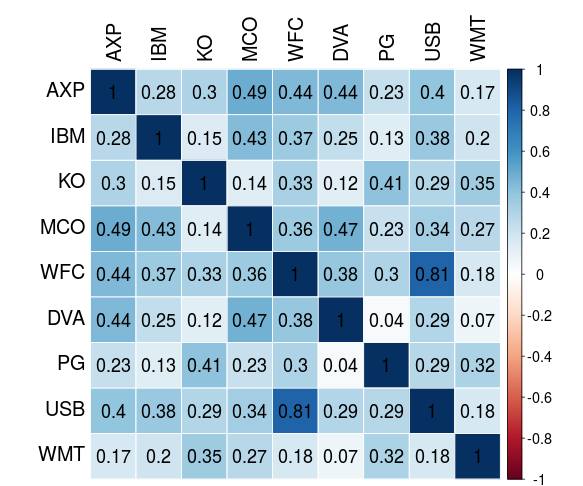 AXP IBM KO MCO WFC DVA PG USB WMT
AXP 1 0.28 0.3 0.49 0.44 0.44 0.23 0.4 0.17
IBM 0.28 1 0.15 0.43 0.37 0.25 0.13 0.38 0.2
KO 0.3 0.15 1 0.14 0.33 0.12 0.41 0.29 0.35
MCO 0.49 0.43 0.14 1 0.36 0.47 0.23 0.34 0.27
WFC 0.44 0.37 0.33 0.36 1 0.38 0.3 0.81 0.18
DVA 0.44 0.25 0.12 0.47 0.38 1 0.04 0.29 0.07
PG 0.23 0.13 0.41 0.23 0.3 0.04 1 0.29 0.32
USB 0.4 0.38 0.29 0.34 0.81 0.29 0.29 1 0.18
WMT 0.17 0.2 0.35 0.27 0.18 0.07 0.32 0.18 1
1
0.8
0.6
0.4
0.2
0
-0.2
-0.4
-0.6
-0.8
-1